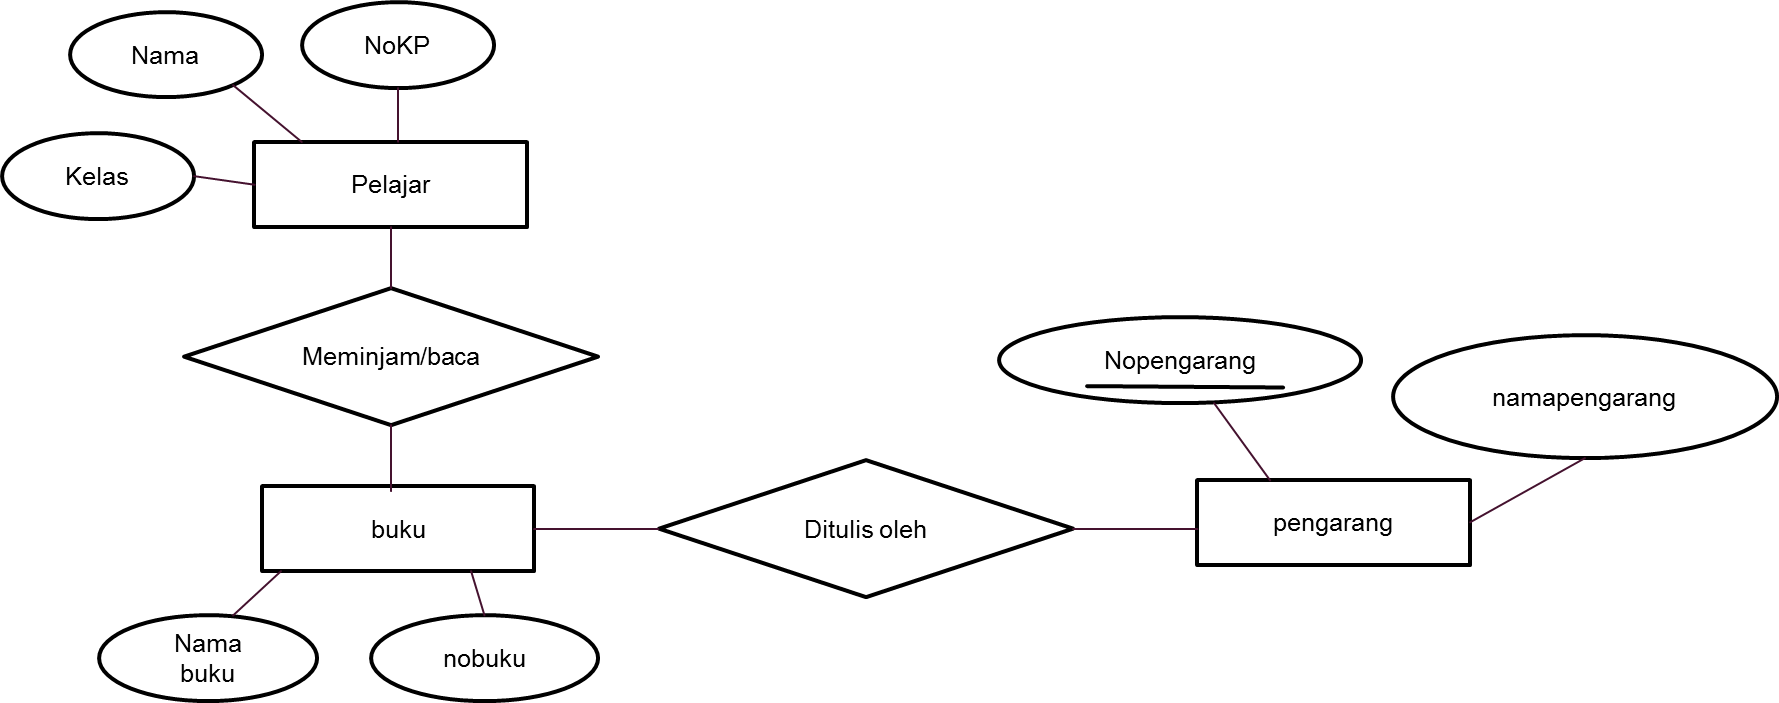 Nama
NoKP
Kelas
Pelajar
Meminjam/baca
Nopengarang
namapengarang
buku
Ditulis oleh
pengarang
Nama
buku
nobuku